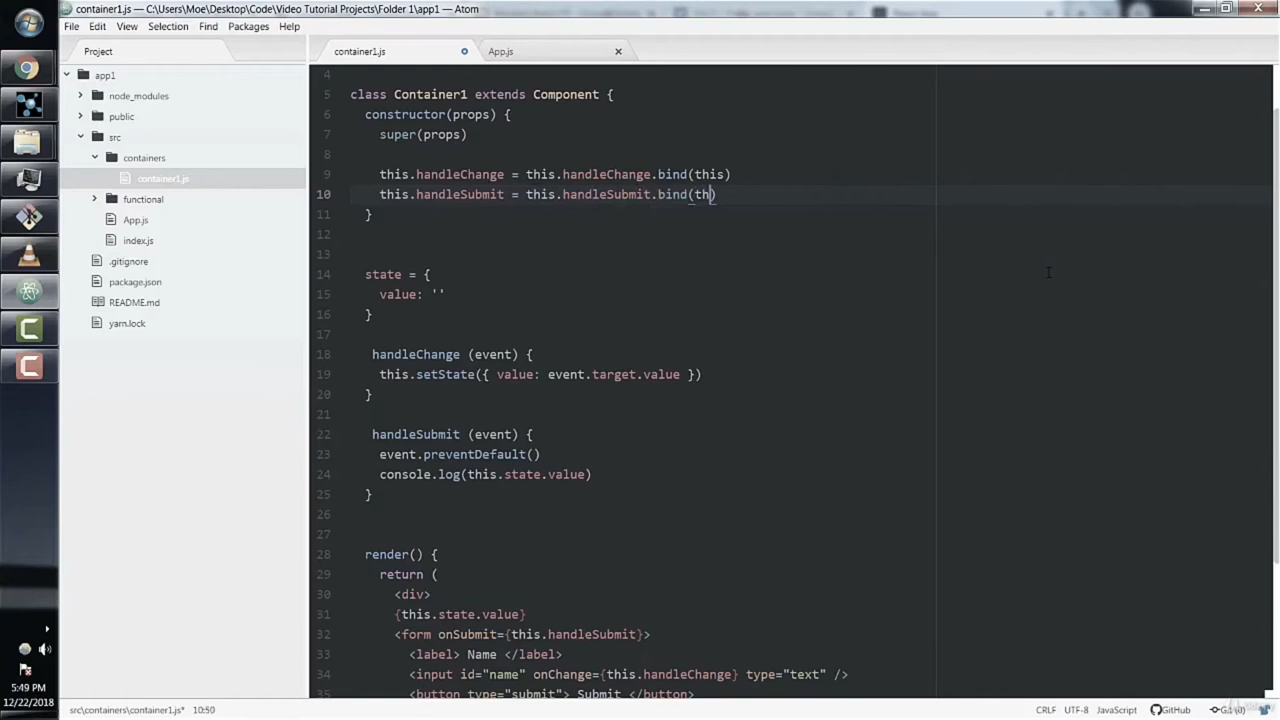 container1.js — C:\Users\Moe\Desktop\Code\Video Tutorial Projects\Folder 1\app1 — Atom
File Edit View Selection Find Packages Help
Project
container1.js
App.js
app1
node_modules
public
src
containers
container1.js
functional
App.js
index.js
.gitignore
package.json
README.md
yarn.lock
4
5 class Container1 extends Component {
6 constructor(props) {
7 super(props)
8
9 this.handleChange = this.handleChange.bind(this)
10 this.handleSubmit = this.handleSubmit.bind(th)
11 }
12
13
14 state = {
15 value: ''
16 }
17
18 handleChange (event) {
19 this.setState({ value: event.target.value })
20 }
21
22 handleSubmit (event) {
23 event.preventDefault()
24 console.log(this.state.value)
25 }
26
27
28 render() {
29 return (
30 <div>
31 {this.state.value}
32 <form onSubmit={this.handleSubmit}>
33 <label> Name </label>
34 <input id="name" onChange={this.handleChange} type="text" />
35 <button type="submit"> Submit </button>
5:49 PM
12/22/2018
src\containers\container1.js* 10:50
CRLF UTF-8 JavaScript GitHub Git (0)